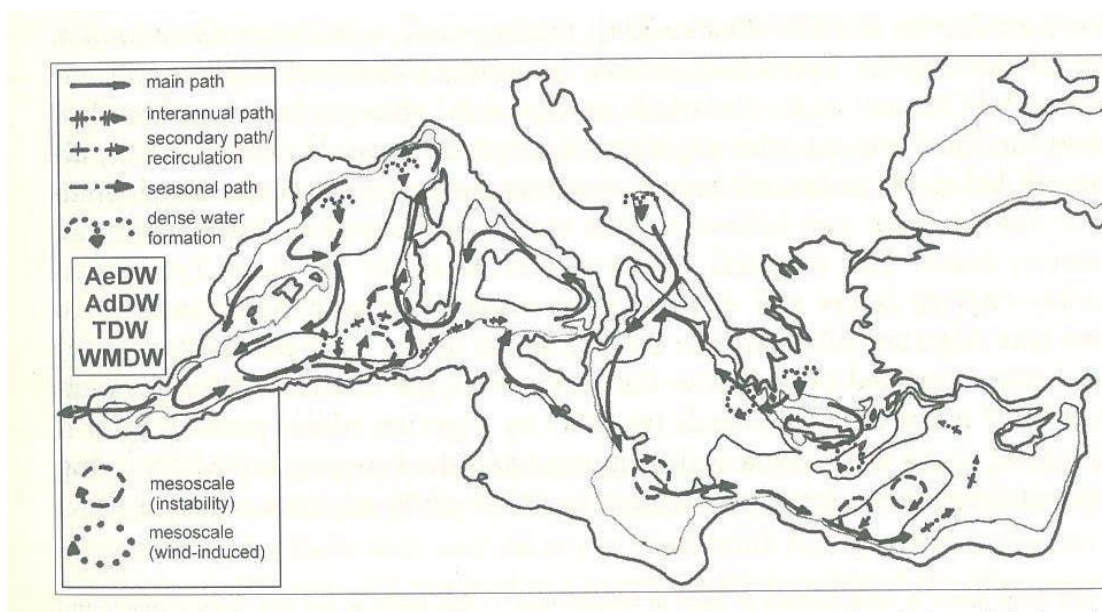 main path
interannual path
secondary path/
recirculation
seasonal path
dense water
formation
AeDW
AdDW
TDW
WMDW
mesoscale
(instability)
mesoscale
(wind-induced)